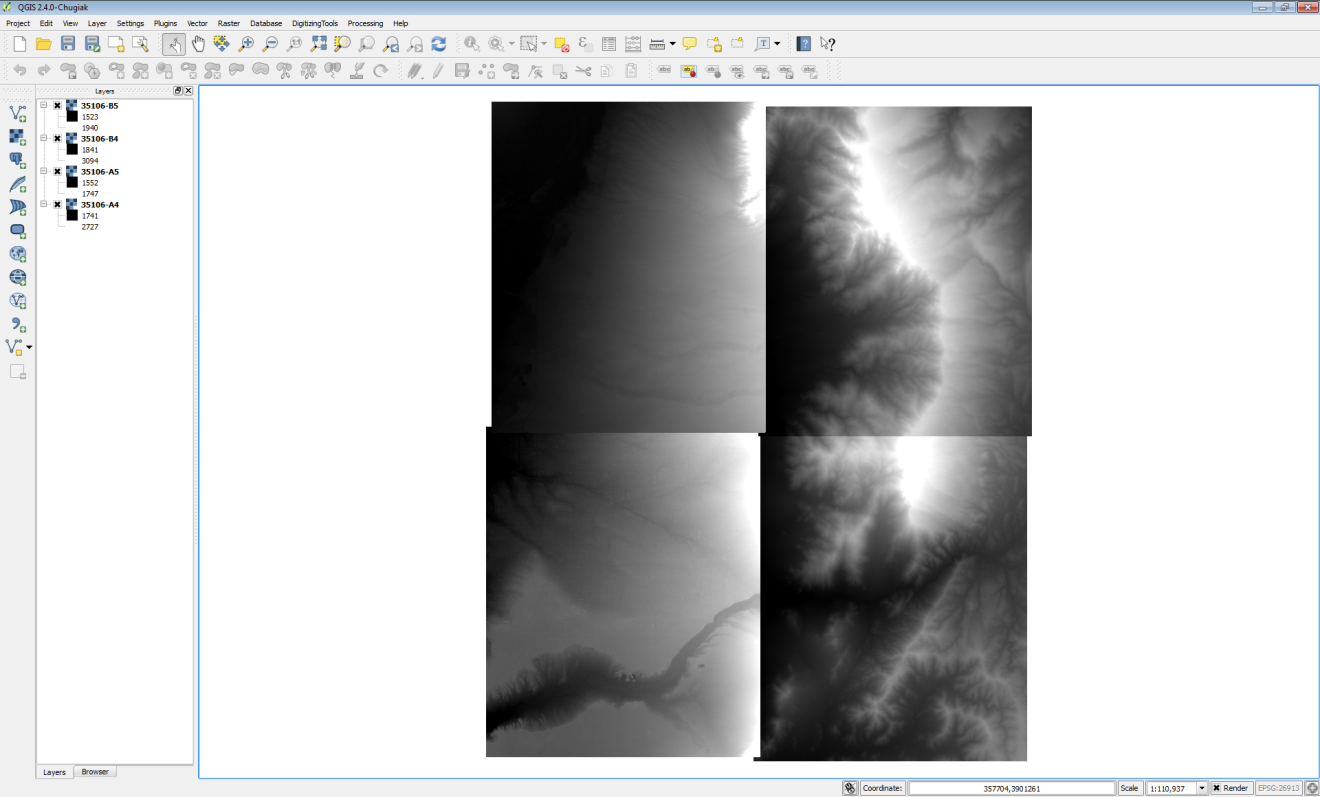 QGIS 2.4.0-Chugiak
Project Edit View Layer Settings Plugins Vector Raster Database DigitizingTools Processing Help
Layers
35106-B5
1523
1940
35106-B4
1841
3094
35106-A5
1552
1747
35106-A4
1741
2727
Layers Browser
Coordinate: 357704,3901261 Scale 1:110,937 Render EPSG:26913